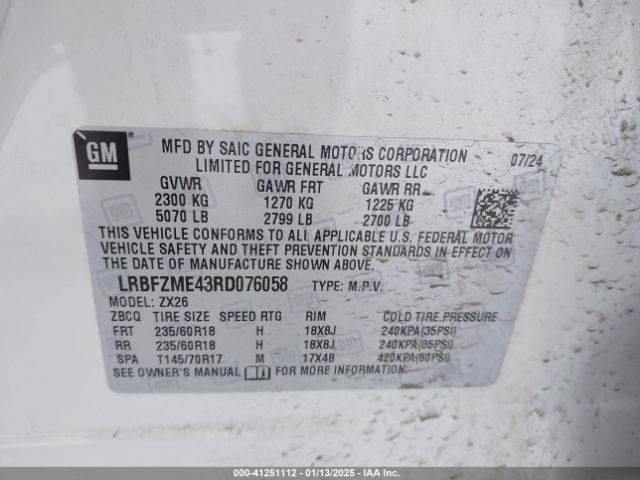 GM
MFD BY SAIC GENERAL MOTORS CORPORATION 07/24
LIMITED FOR GENERAL MOTORS LLC
GVWR GAWR FRT GAWR RR
2300 KG 1270 KG 1225 KG
5070 LB 2799 LB 2700 LB
THIS VEHICLE CONFORMS TO ALL APPLICABLE U.S. FEDERAL MOTOR
VEHICLE SAFETY AND THEFT PREVENTION STANDARDS IN EFFECT ON
THE DATE OF MANUFACTURE SHOWN ABOVE.
LRBFZME43RD076058 TYPE: M.P.V.
MODEL: ZX26
ZBCQ TIRE SIZE SPEED RTG RIM COLD TIRE PRESSURE
FRT 235/60R18 H 18X8J 240KPA(35PSI)
RR 235/60R18 H 18X8J 240KPA(35PSI)
SPA T145/70R17 M 17X4B 420KPA(60PSI)
SEE OWNER'S MANUAL FOR MORE INFORMATION
000-41251112 - 01/13/2025 - IAAI.com